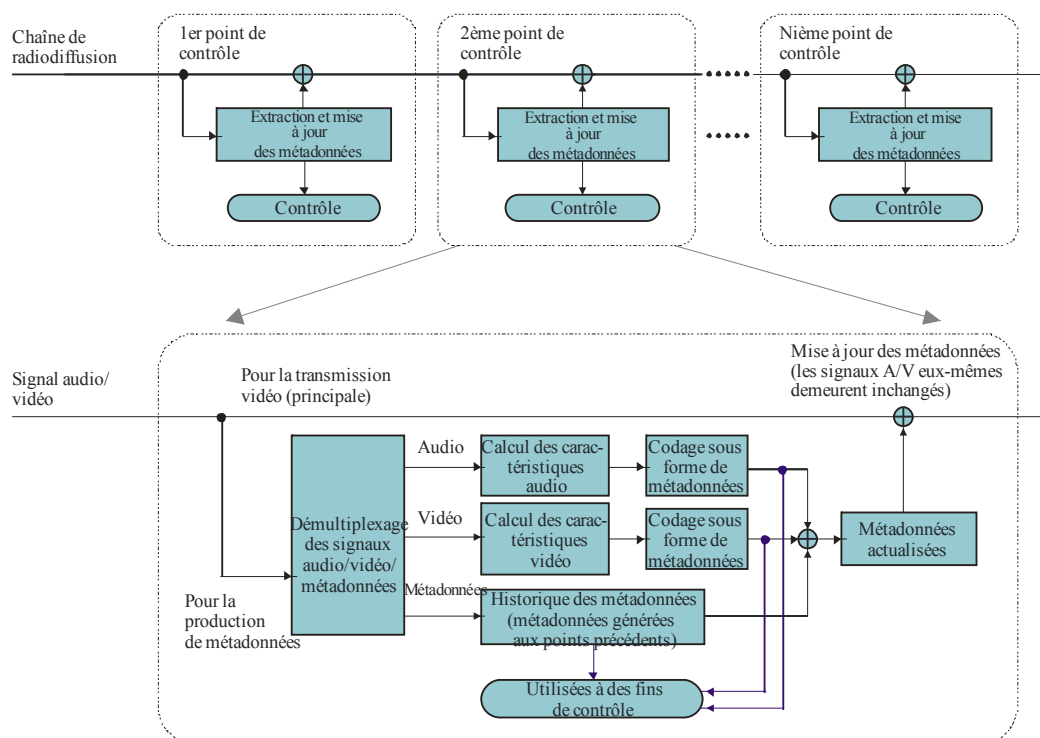 Chaîne de
radiodiffusion
1er point de
contrôle
Extraction et mise
à jour
des métadonnées
Contrôle
2ème point de
contrôle
Extraction et mise
à jour
des métadonnées
Contrôle
Nième point de
contrôle
Extraction et mise
à jour
des métadonnées
Contrôle
Signal audio/
vidéo
Pour la transmission
vidéo (principale)
Mise à jour des métadonnées
(les signaux A/V eux-mêmes
demeurent inchangés)
Pour la
production
de métadonnées
Démultiplexage
des signaux
audio/vidéo/
métadonnées
Audio
Calcul des carac-
téristiques
audio
Codage sous
forme de
métadonnées
Vidéo
Calcul des carac-
téristiques
vidéo
Codage sous
forme de
métadonnées
Métadonnées
Historique des métadonnées
(métadonnées générées
aux points précédents)
Métadonnées
actualisées
Utilisées à des fins
de contrôle